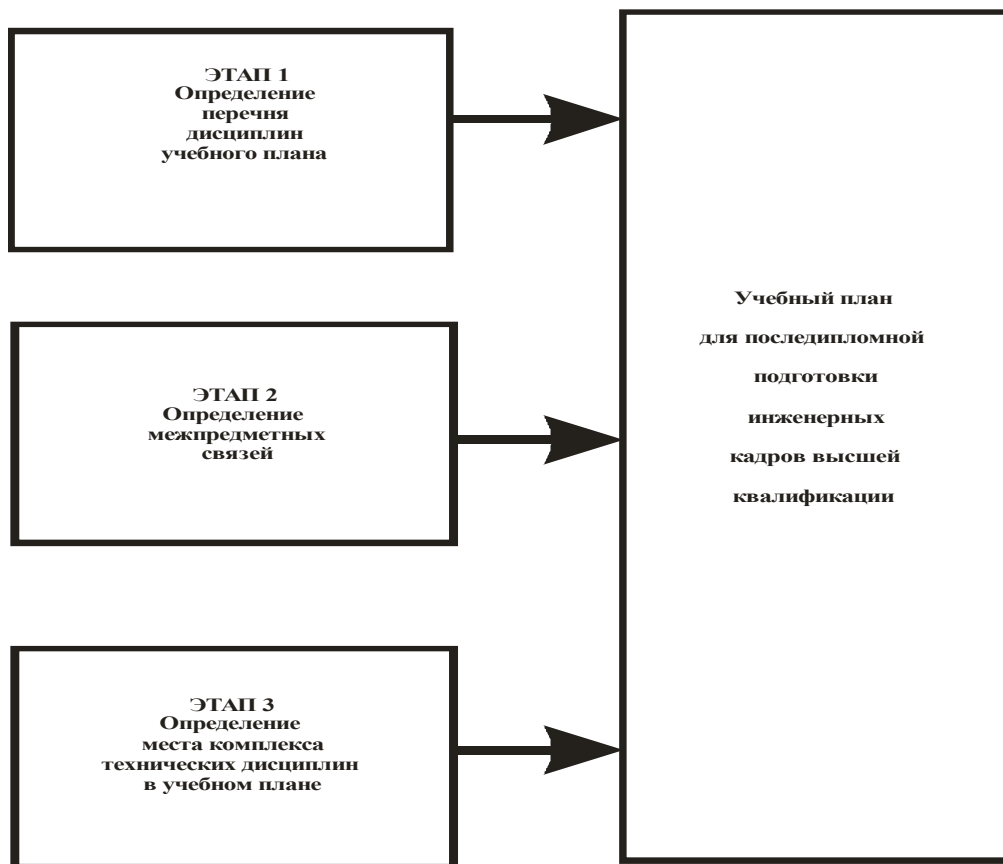 ЭТАП 1
Определение
перечня
дисциплин
учебного плана
ЭТАП 2
Определение
межпредметных
связей
ЭТАП 3
Определение
места комплекса
технических дисциплин
в учебном плане
Учебный план
для последипломной
подготовки
инженерных
кадров высшей
квалификации